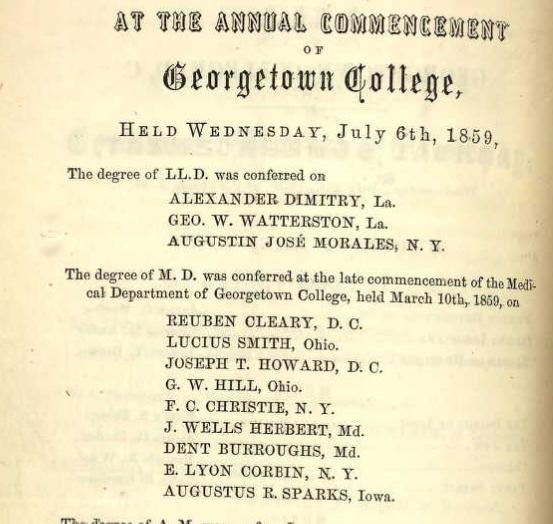 AT THE ANNUAL COMMENCEMENT
OF
Georgetown College,
HELD WEDNESDAY, July 6th, 1859,
The degree of LL.D. was conferred on
ALEXANDER DIMITRY, La.
GEO. W. WATTERSTON, La.
AUGUSTIN JOSÉ MORALES, N. Y.
The degree of M. D. was conferred at the late commencement of the Medi-
cal Department of Georgetown College, held March 10th, 1859, on
REUBEN CLEARY, D. C.
LUCIUS SMITH, Ohio.
JOSEPH T. HOWARD, D. C.
G. W. HILL, Ohio.
F. C. CHRISTIE, N. Y.
J. WELLS HERBERT, Md.
DENT BURROUGHS, Md.
E. LYON CORBIN, N. Y.
AUGUSTUS R. SPARKS, Iowa.
The degree of A. M.